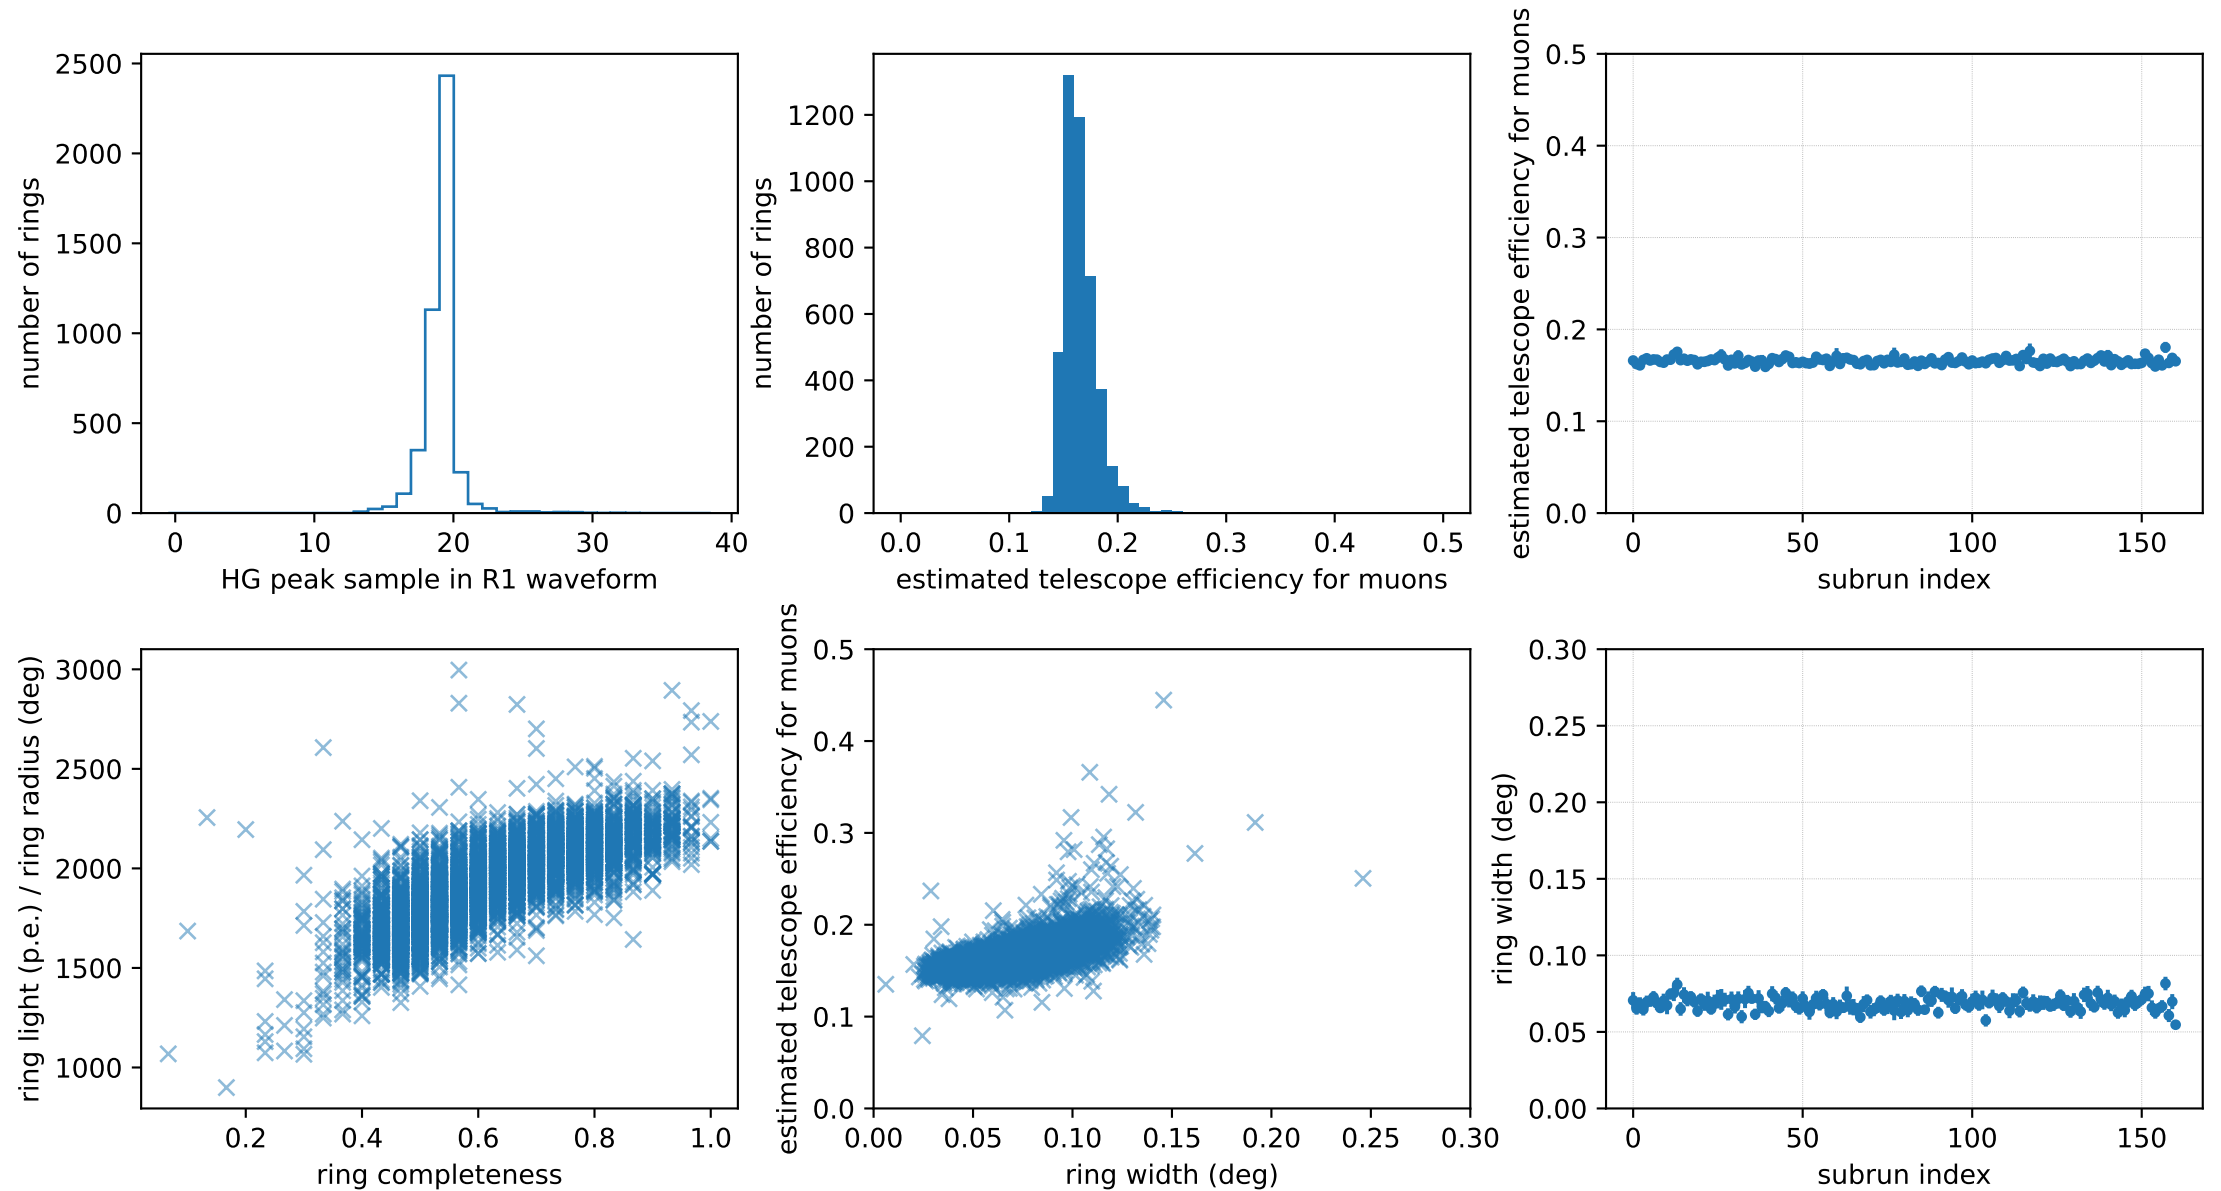 2500
2000
1500
1000
500
0
number of rings
0 10 20 30 40
HG peak sample in R1 waveform
1200
1000
800
600
400
200
0
number of rings
0.0 0.1 0.2 0.3 0.4 0.5
estimated telescope efficiency for muons
0.5
0.4
0.3
0.2
0.1
0.0
estimated telescope efficiency for muons
0 50 100 150
subrun index
3000
2500
2000
1500
1000
ring light (p.e.) / ring radius (deg)
0.2 0.4 0.6 0.8 1.0
ring completeness
0.5
0.4
0.3
0.2
0.1
0.0
estimated telescope efficiency for muons
0.00 0.05 0.10 0.15 0.20 0.25 0.30
ring width (deg)
0.30
0.25
0.20
0.15
0.10
0.05
0.00
ring width (deg)
0 50 100 150
subrun index